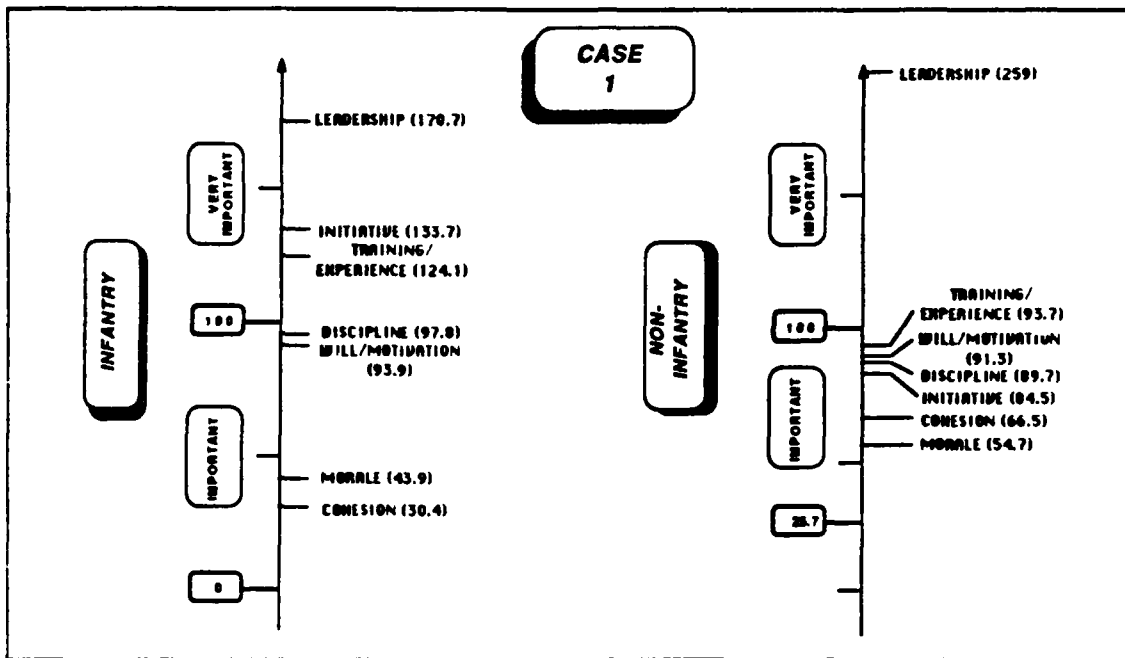 CASE
1
INFANTRY
VERY
IMPORTANT
100
IMPORTANT
0
LEADERSHIP (170.7)
INITIATIVE (133.7)
TRAINING/
EXPERIENCE (124.1)
DISCIPLINE (97.8)
WILL/MOTIVATION
(93.9)
MORALE (43.9)
COHESION (30.4)
NON-
INFANTRY
VERY
IMPORTANT
100
IMPORTANT
LEADERSHIP (259)
TRAINING/
EXPERIENCE (93.7)
WILL/MOTIVATION
(91.3)
DISCIPLINE (89.7)
INITIATIVE (84.5)
COHESION (66.5)
MORALE (54.7)